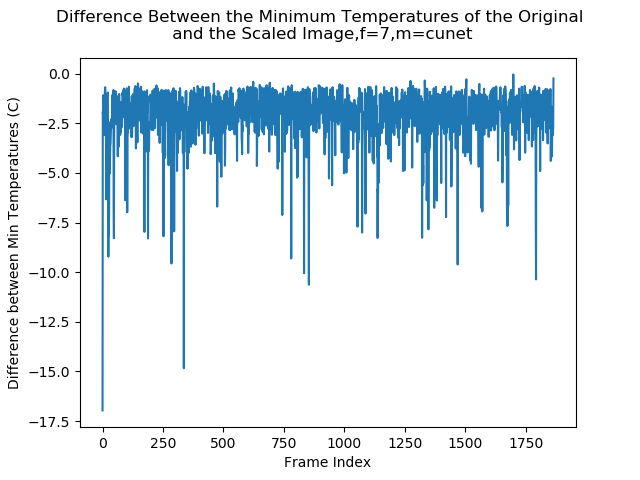 Difference Between the Minimum Temperatures of the Original
and the Scaled Image,f=7,m=cunet
Difference between Min Temperatures (C)
0.0
−2.5
−5.0
−7.5
−10.0
−12.5
−15.0
−17.5
0 250 500 750 1000 1250 1500 1750
Frame Index